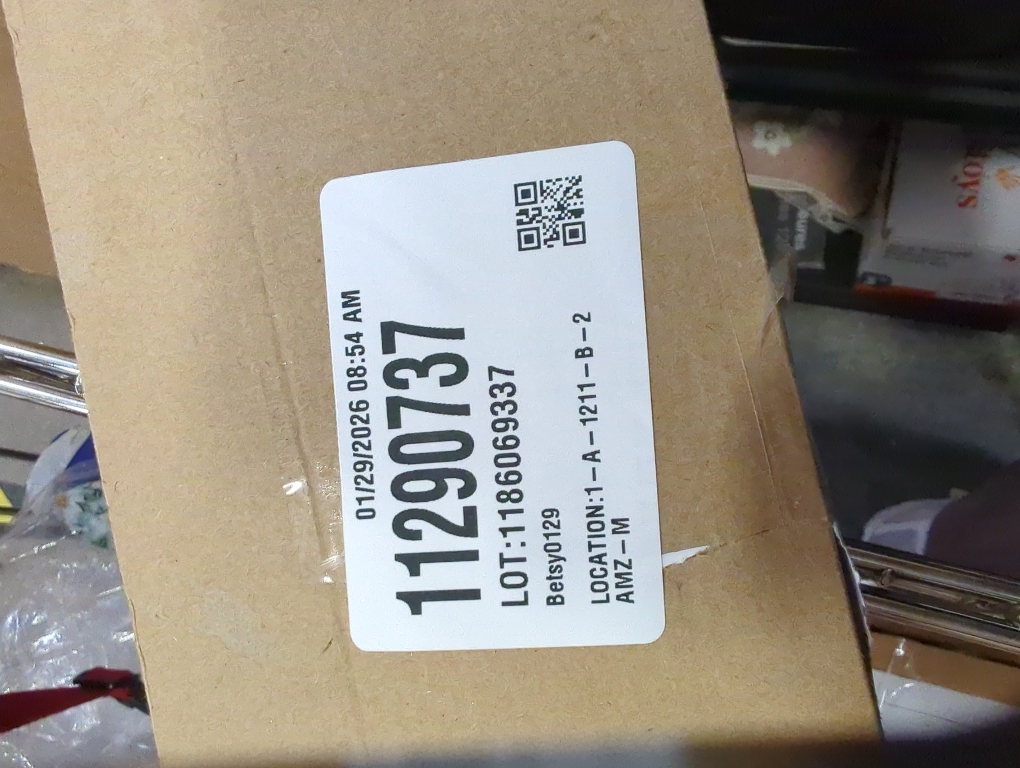 01/29/2026 08:54 AM
11290737
LOT:1186069337
Betsy0129
LOCATION:1-A-1211-B-2
AMZ-M